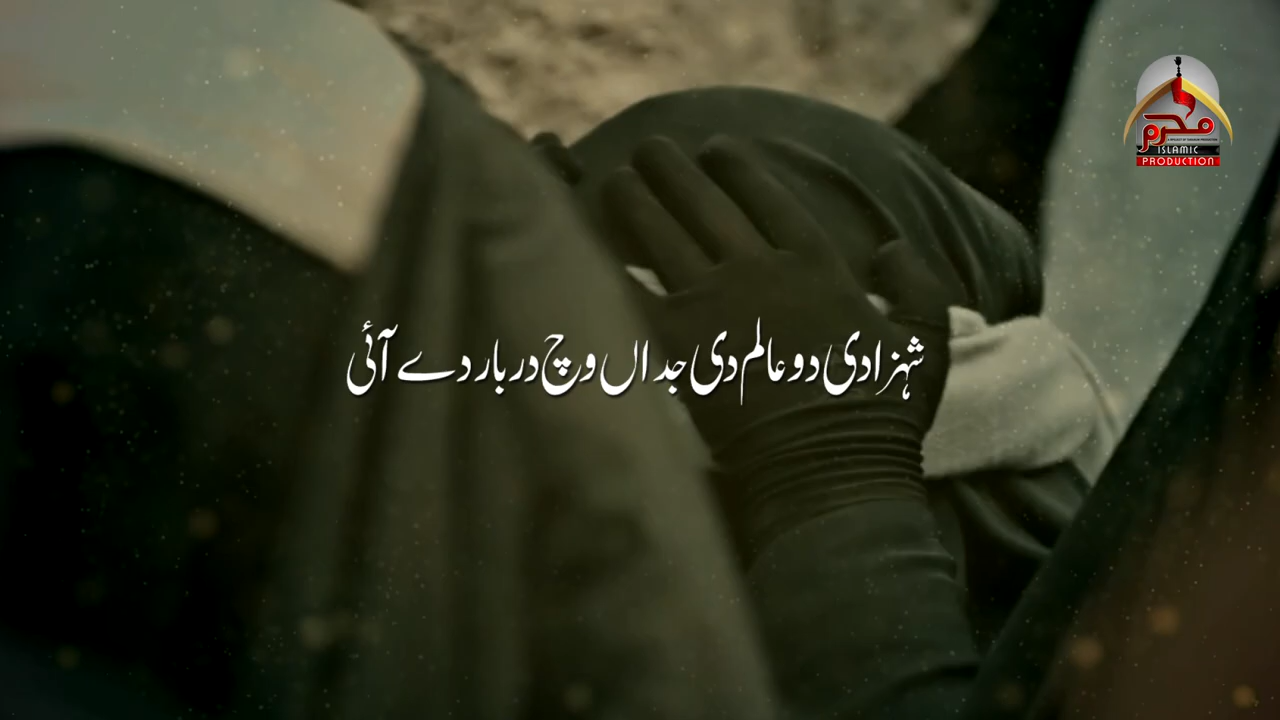 شہزادی دو عالم دی جداں وچ دربار دے آئی
محرم
ISLAMIC
PRODUCTION